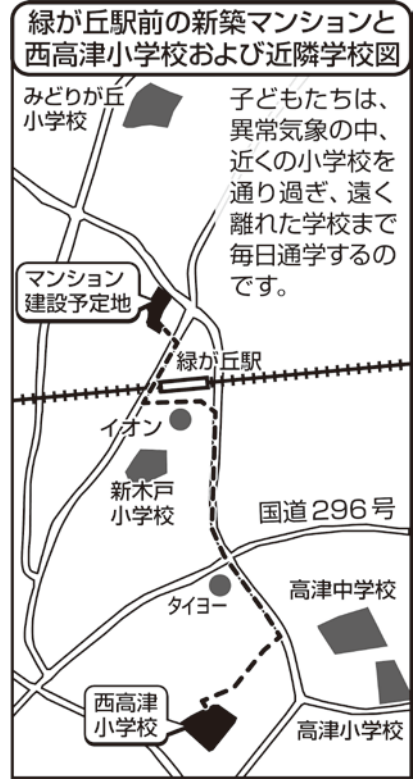 緑が丘駅前の新築マンションと
西高津小学校および近隣学校図
みどりが丘
小学校
子どもたちは、
異常気象の中、
近くの小学校を
通り過ぎ、遠く
離れた学校まで
毎日通学するの
です。
マンション
建設予定地
緑が丘駅
イオン
新木戸
小学校
国道296号
タイヨー
高津中学校
西高津
小学校
高津小学校